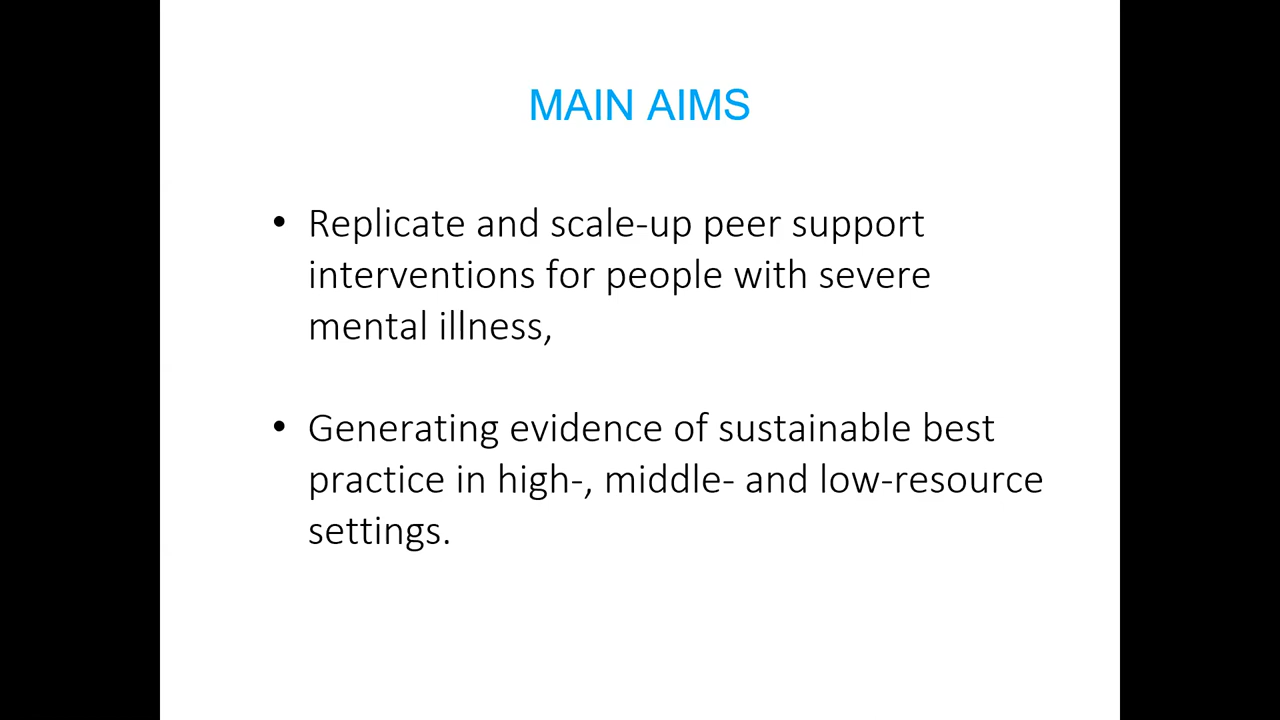 MAIN AIMS
• Replicate and scale-up peer support
interventions for people with severe
mental illness,
• Generating evidence of sustainable best
practice in high-, middle- and low-resource
settings.